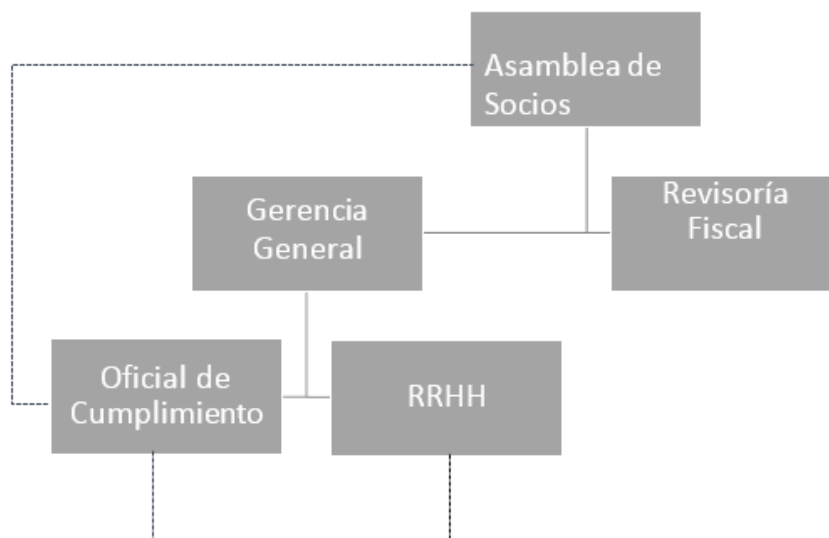 Asamblea de
Socios
Gerencia
General
Revisoría
Fiscal
Oficial de
Cumplimiento
RRHH